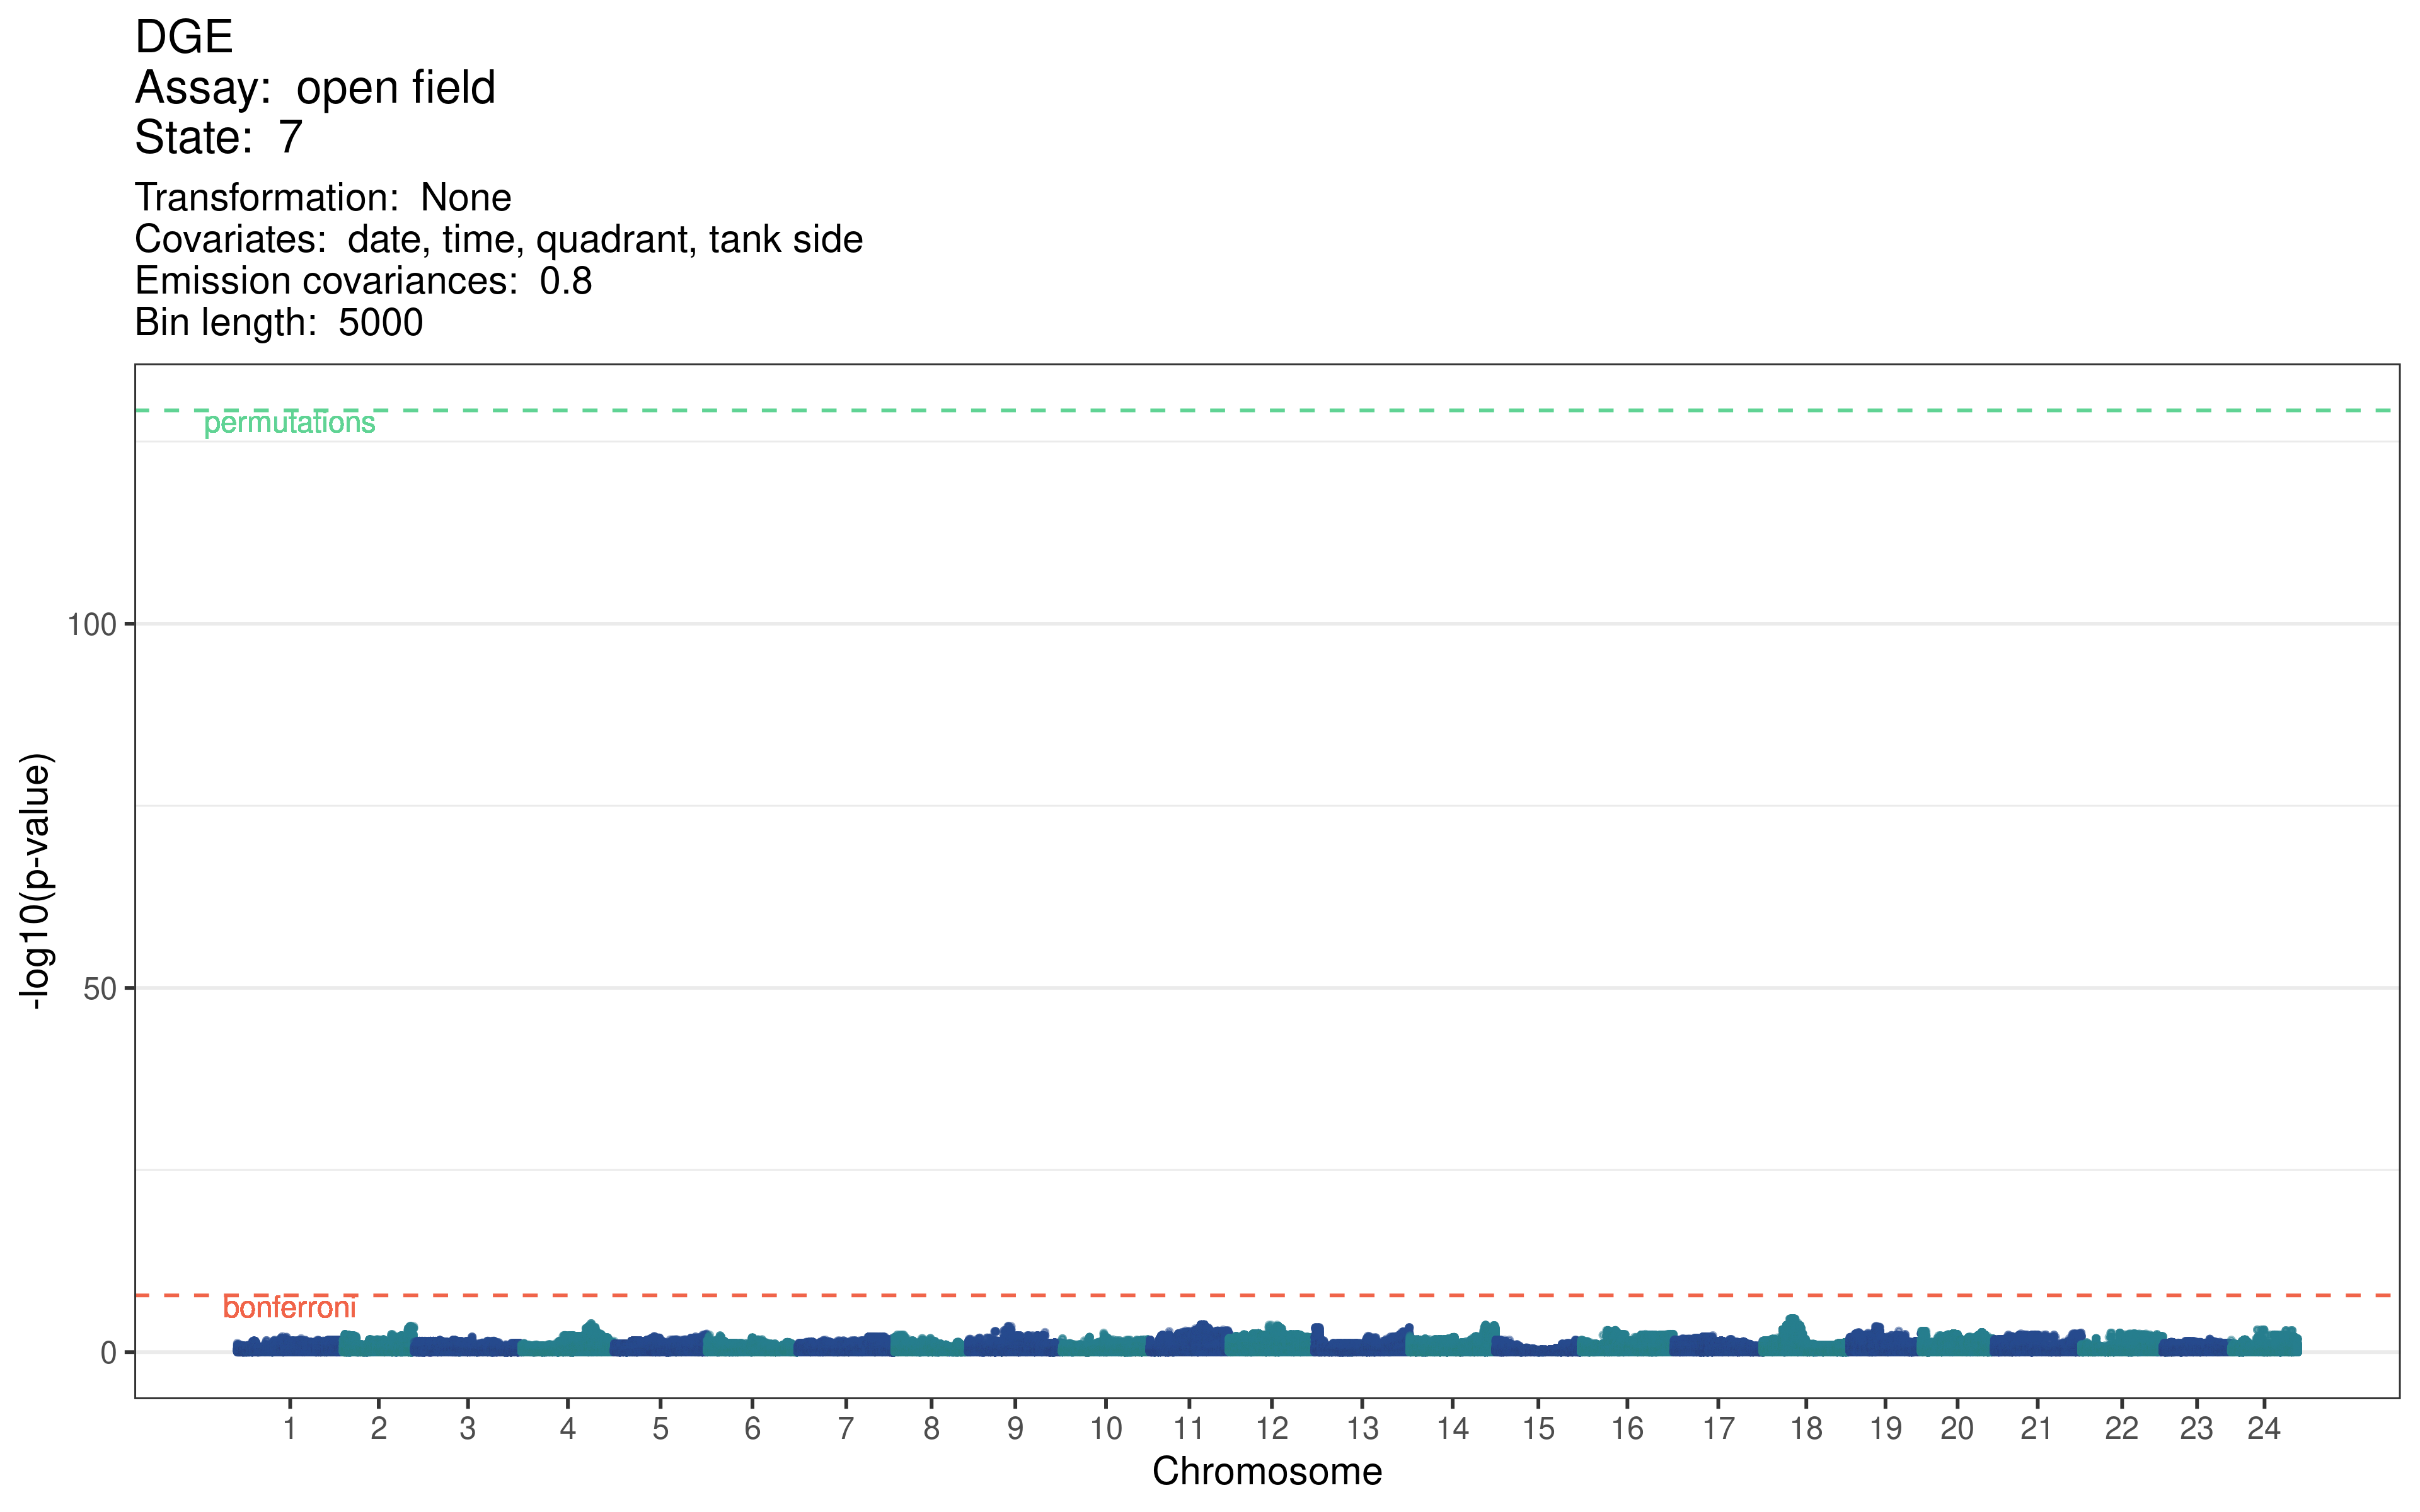 DGE
Assay:  open field
State:  7
Transformation:  None
Covariates:  date, time, quadrant, tank side
Emission covariances:  0.8
Bin length:  5000
permutations
100
50
bonferroni
0
-log10(p-value)
1 2 3 4 5 6 7 8 9 10 11 12 13 14 15 16 17 18 19 20 21 22 23 24
Chromosome